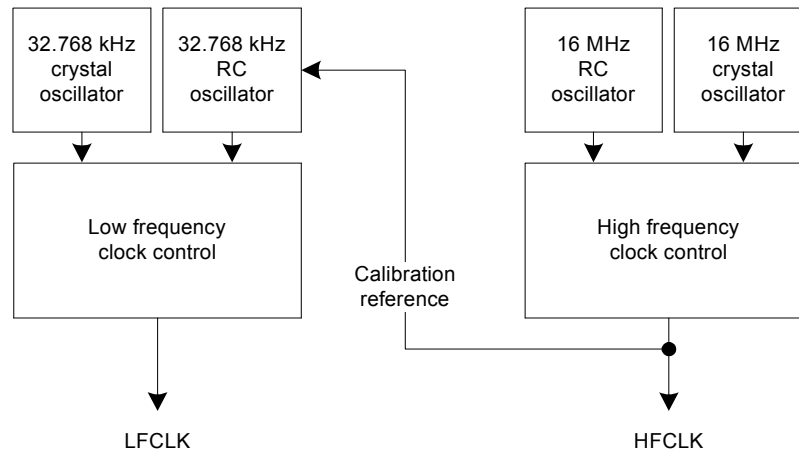 32.768 kHz
crystal
oscillator
32.768 kHz
RC
oscillator
16 MHz
RC
oscillator
16 MHz
crystal
oscillator
Low frequency
clock control
High frequency
clock control
Calibration
reference
LFCLK
HFCLK